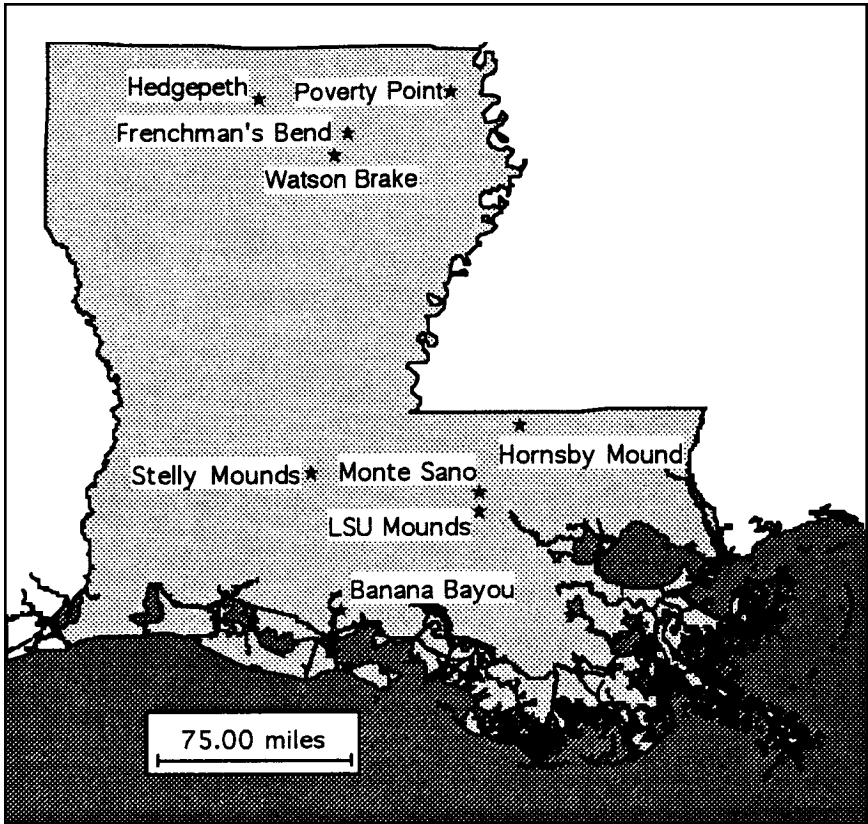 Hedgepeth
Poverty Point
Frenchman's Bend
Watson Brake
Hornsby Mound
Stelly Mounds
Monte Sano
LSU Mounds
Banana Bayou
75.00 miles